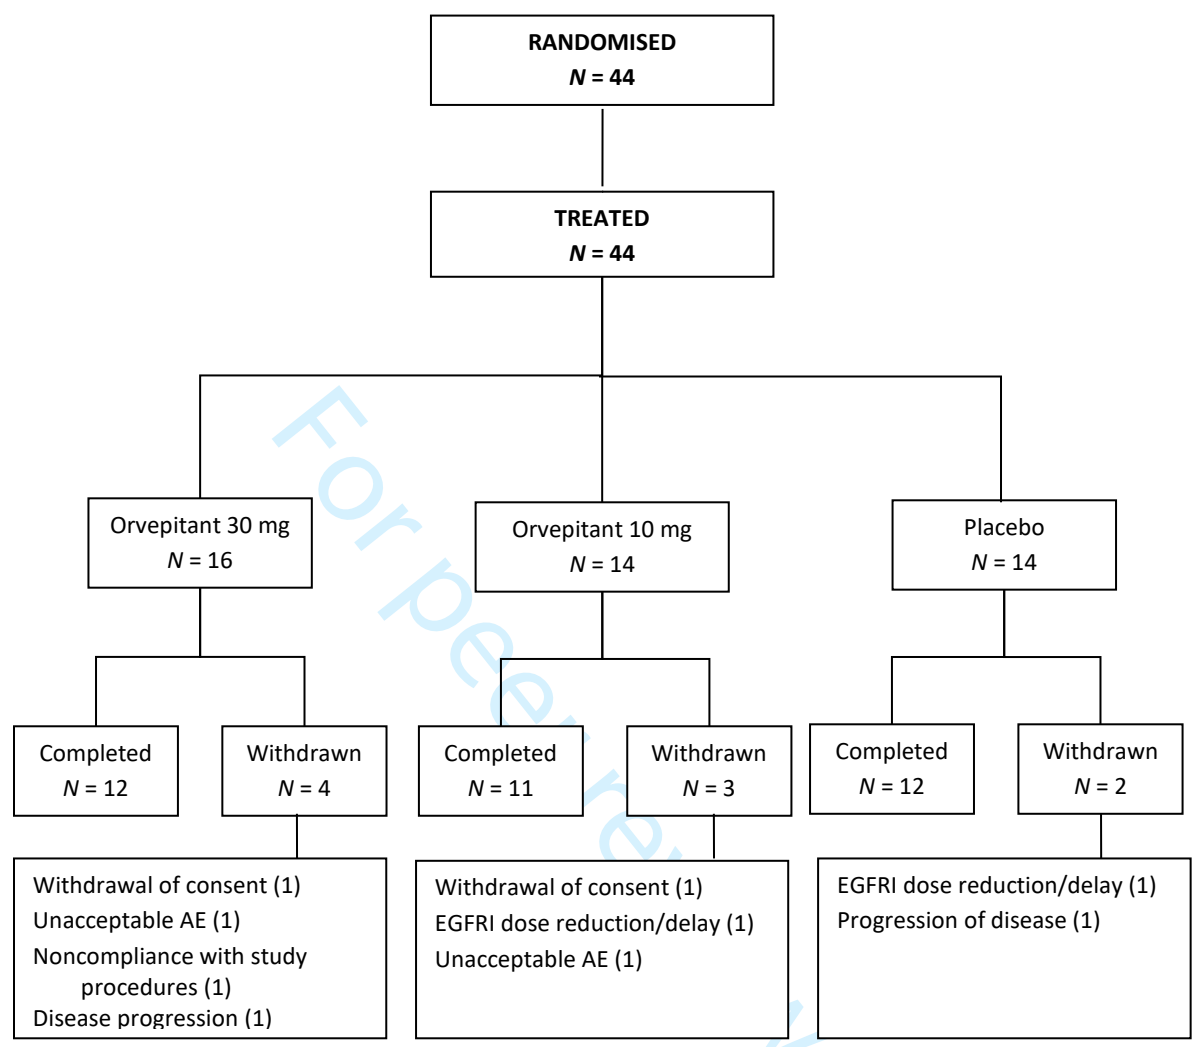 RANDOMISED
N = 44
TREATED
N = 44
Orvepitant 30 mg
N = 16
Orvepitant 10 mg
N = 14
Placebo
N = 14
Completed
N = 12
Withdrawn
N = 4
Completed
N = 11
Withdrawn
N = 3
Completed
N = 12
Withdrawn
N = 2
Withdrawal of consent (1)
Unacceptable AE (1)
Noncompliance with study
procedures (1)
Disease progression (1)
Withdrawal of consent (1)
EGFRI dose reduction/delay (1)
Unacceptable AE (1)
EGFRI dose reduction/delay (1)
Progression of disease (1)
For peer rev